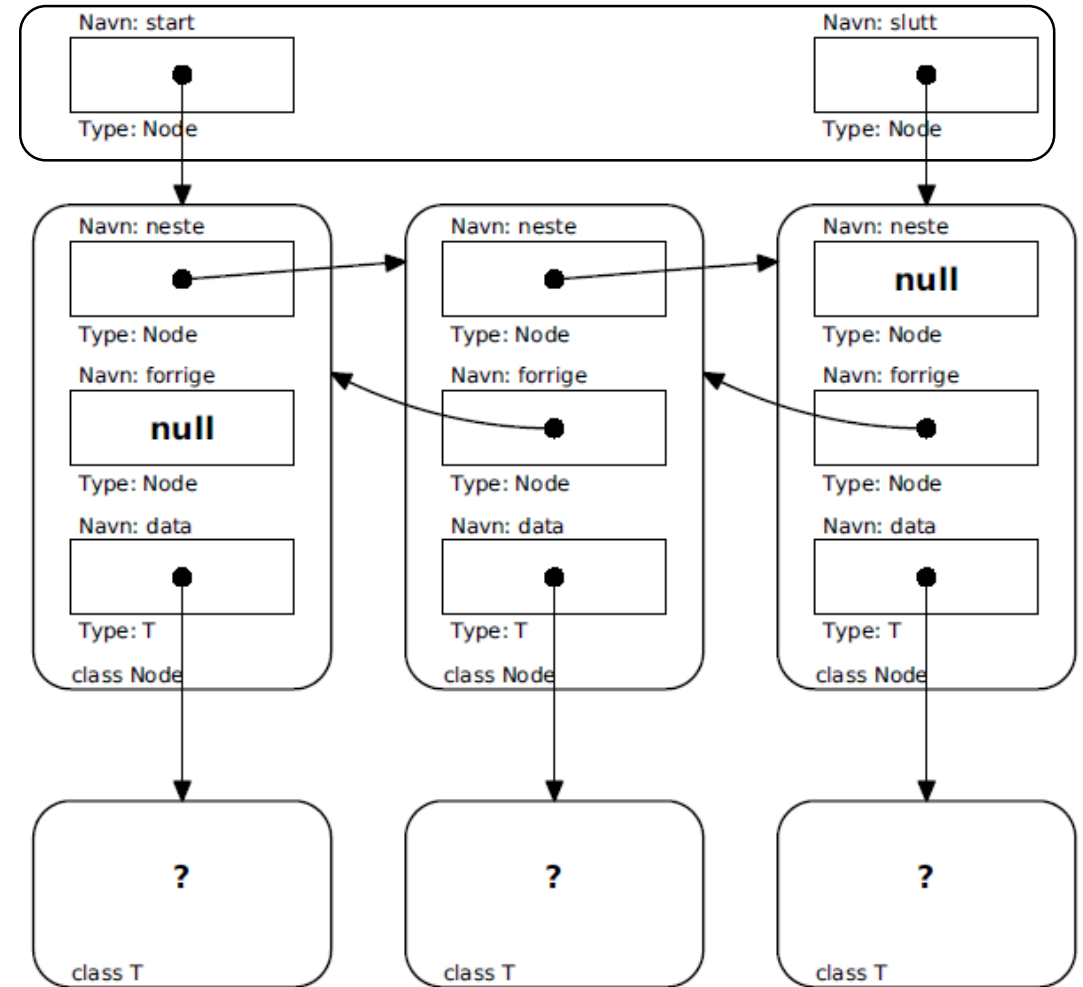 Navn: start
Navn: slutt
Type: Node
Type: Node
Navn: neste
Navn: neste
Navn: neste
null
Type: Node
Type: Node
Type: Node
Navn: forrige
Navn: forrige
Navn: forrige
null
Type: Node
Type: Node
Type: Node
Navn: data
Navn: data
Navn: data
Type: T
Type: T
Type: T
class Node
class Node
class Node
?
?
?
class T
class T
class T